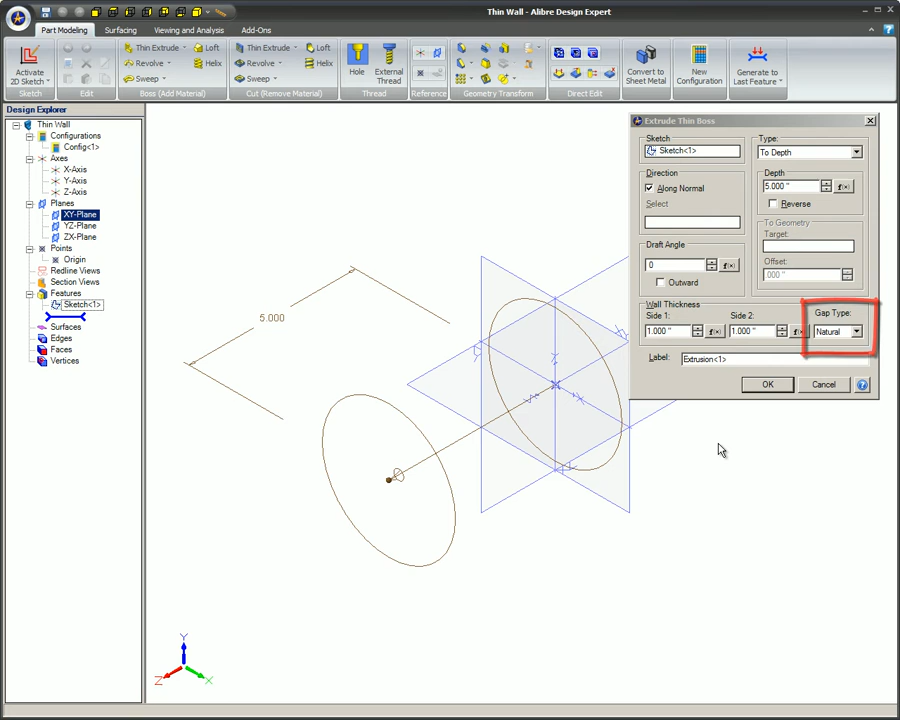 Thin Wall - Alibre Design Expert
Part Modeling Surfacing Viewing and Analysis Add-Ons
Activate 2D Sketch
Sketch
Edit
Thin Extrude Loft
Revolve Helix
Sweep
Boss (Add Material)
Thin Extrude Loft
Revolve Helix
Sweep
Cut (Remove Material)
Hole
External Thread
Thread
Reference
Geometry Transform
Direct Edit
Convert to Sheet Metal
New Configuration
Generate to Last Feature
Design Explorer
Thin Wall
Configurations
Config<1>
Axes
X-Axis
Y-Axis
Z-Axis
Planes
XY-Plane
YZ-Plane
ZX-Plane
Points
Origin
Redline Views
Section Views
Features
Sketch<1>
Surfaces
Edges
Faces
Vertices
5.000
Y
Z
X
Extrude Thin Boss
Sketch
Sketch<1>
Direction
Along Normal
Select
Draft Angle
0 f(x)
Outward
Type:
To Depth
Depth
5.000 " f(x)
Reverse
To Geometry
Target:
Offset:
.000 "
Wall Thickness
Side 1: Side 2:
1.000 " f(x) 1.000 " f(x)
Gap Type:
Natural
Label: Extrusion<1>
OK Cancel ?